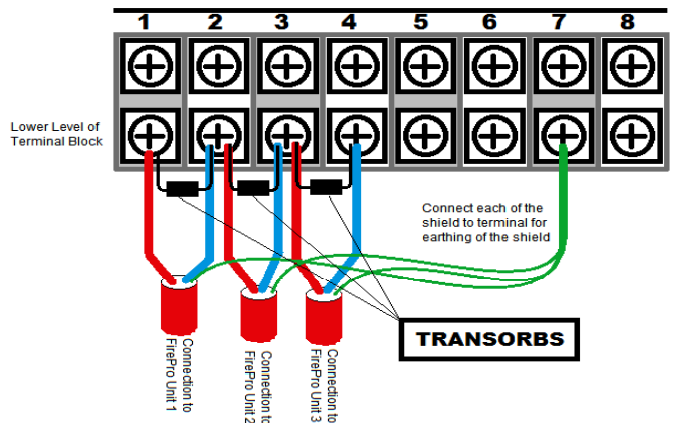 1 2 3 4 5 6 7 8
Lower Level of
Terminal Block
Connect each of the
shield to terminal for
earthing of the shield
TRANSORBS
Connection to
FirePro Unit 1
Connection to
FirePro Unit 2
Connection to
FirePro Unit 3